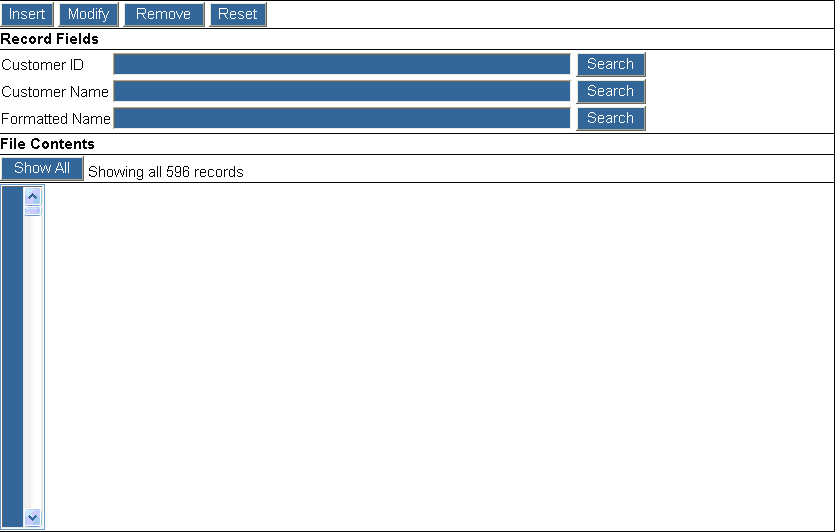 Insert Modify Remove Reset
Record Fields
Customer ID Search
Customer Name Search
Formatted Name Search
File Contents
Show All Showing all 596 records